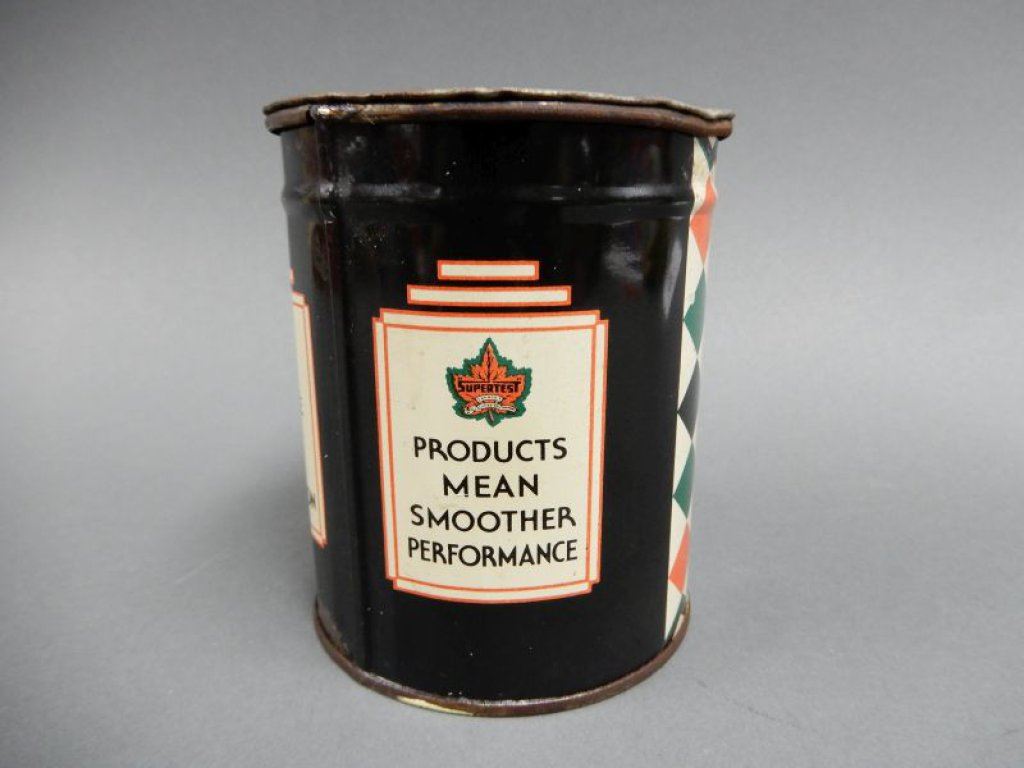 SUPERTEST
PRODUCTS
MEAN
SMOOTHER
PERFORMANCE